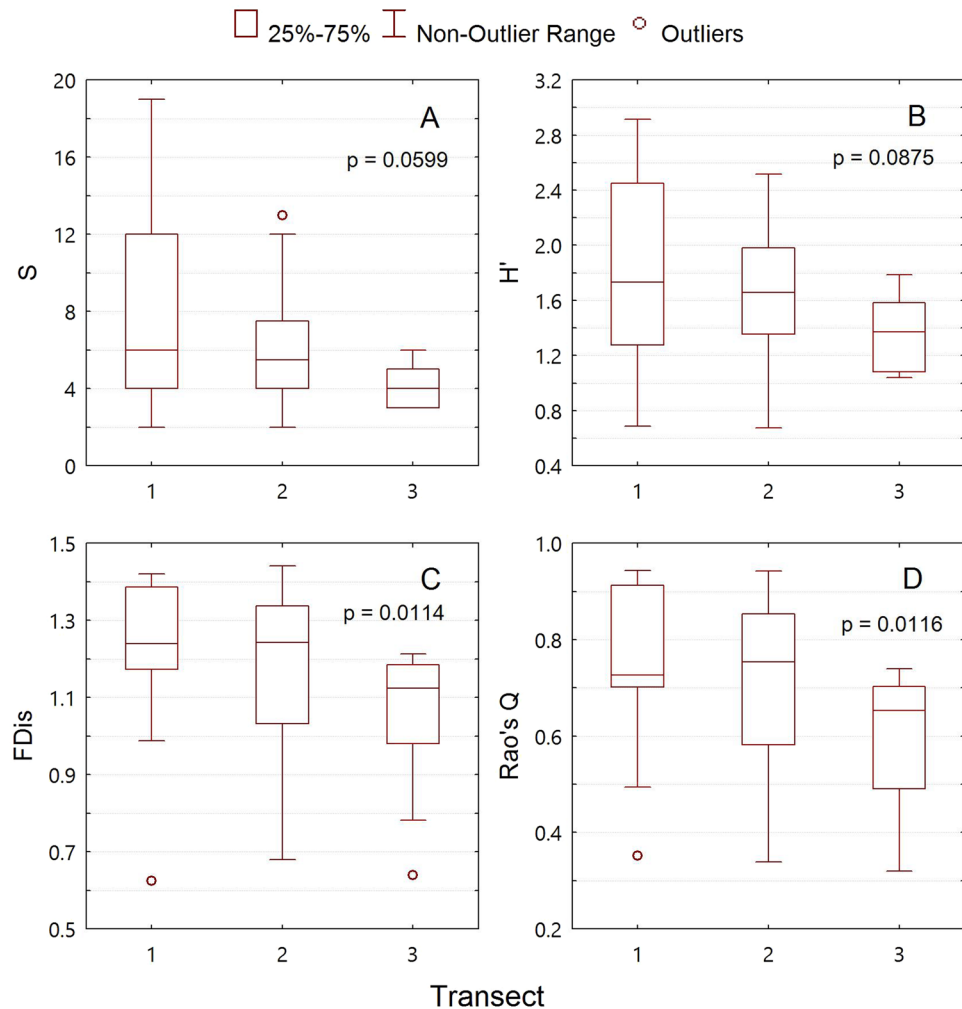 25%-75% Non-Outlier Range Outliers
A
p = 0.0599
S
20
16
12
8
4
0
1 2 3
B
p = 0.0875
H'
3.2
2.8
2.4
2.0
1.6
1.2
0.8
0.4
1 2 3
C
p = 0.0114
FDis
1.5
1.3
1.1
0.9
0.7
0.5
1 2 3
D
p = 0.0116
Rao's Q
1.0
0.8
0.6
0.4
0.2
1 2 3
Transect